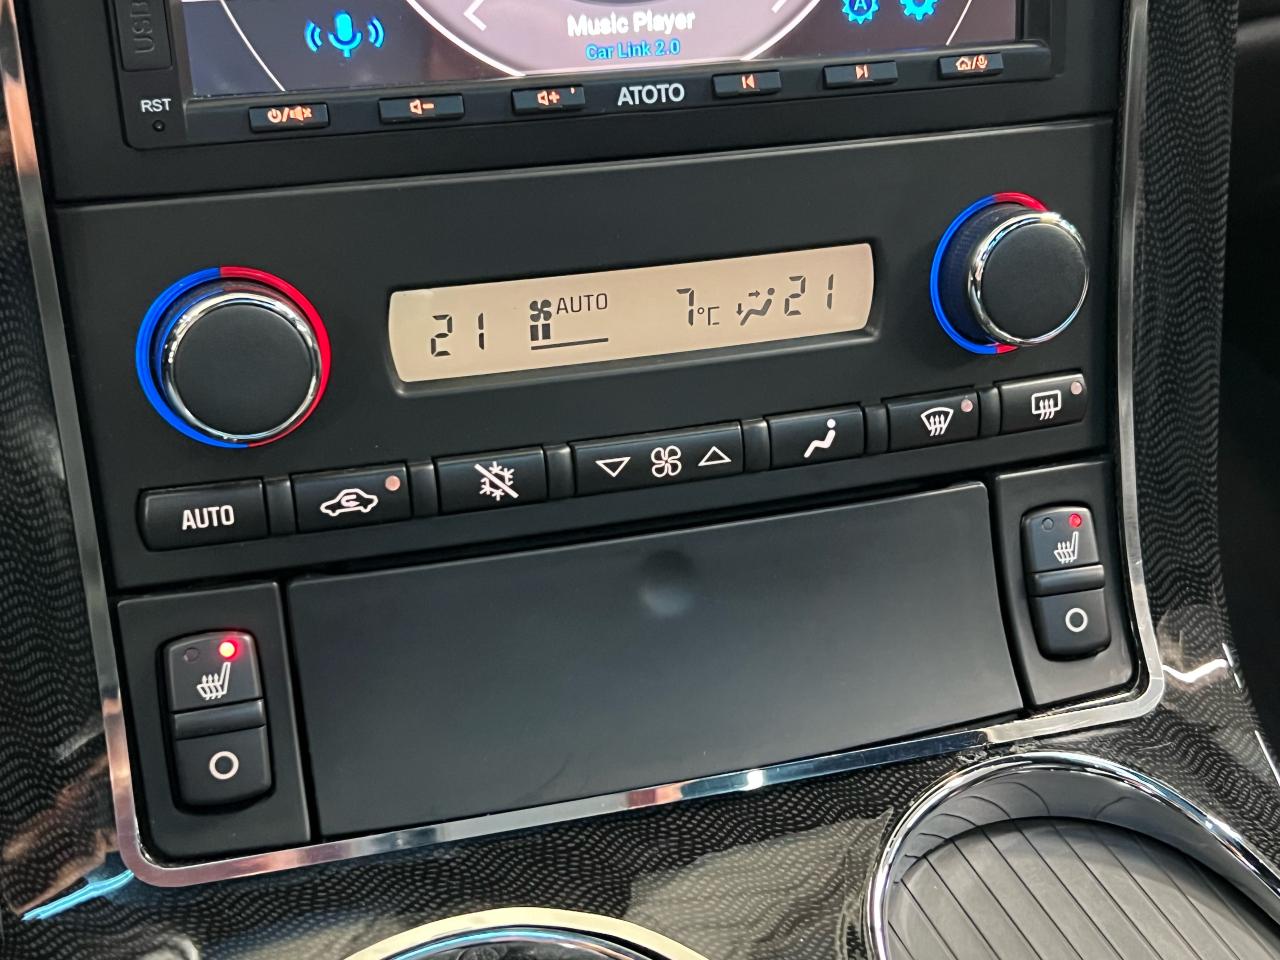 USB
Music Player
Car Link 2.0
A
RST
ATOTO
21 AUTO 7°C 21
AUTO